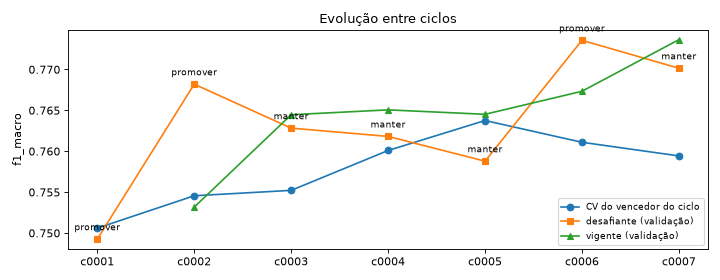 Evolução entre ciclos
promover
promover
manter
manter
manter
promover
manter
f1_macro
0.770
0.765
0.760
0.755
0.750
c0001
c0002
c0003
c0004
c0005
c0006
c0007
CV do vencedor do ciclo
desafiante (validação)
vigente (validação)